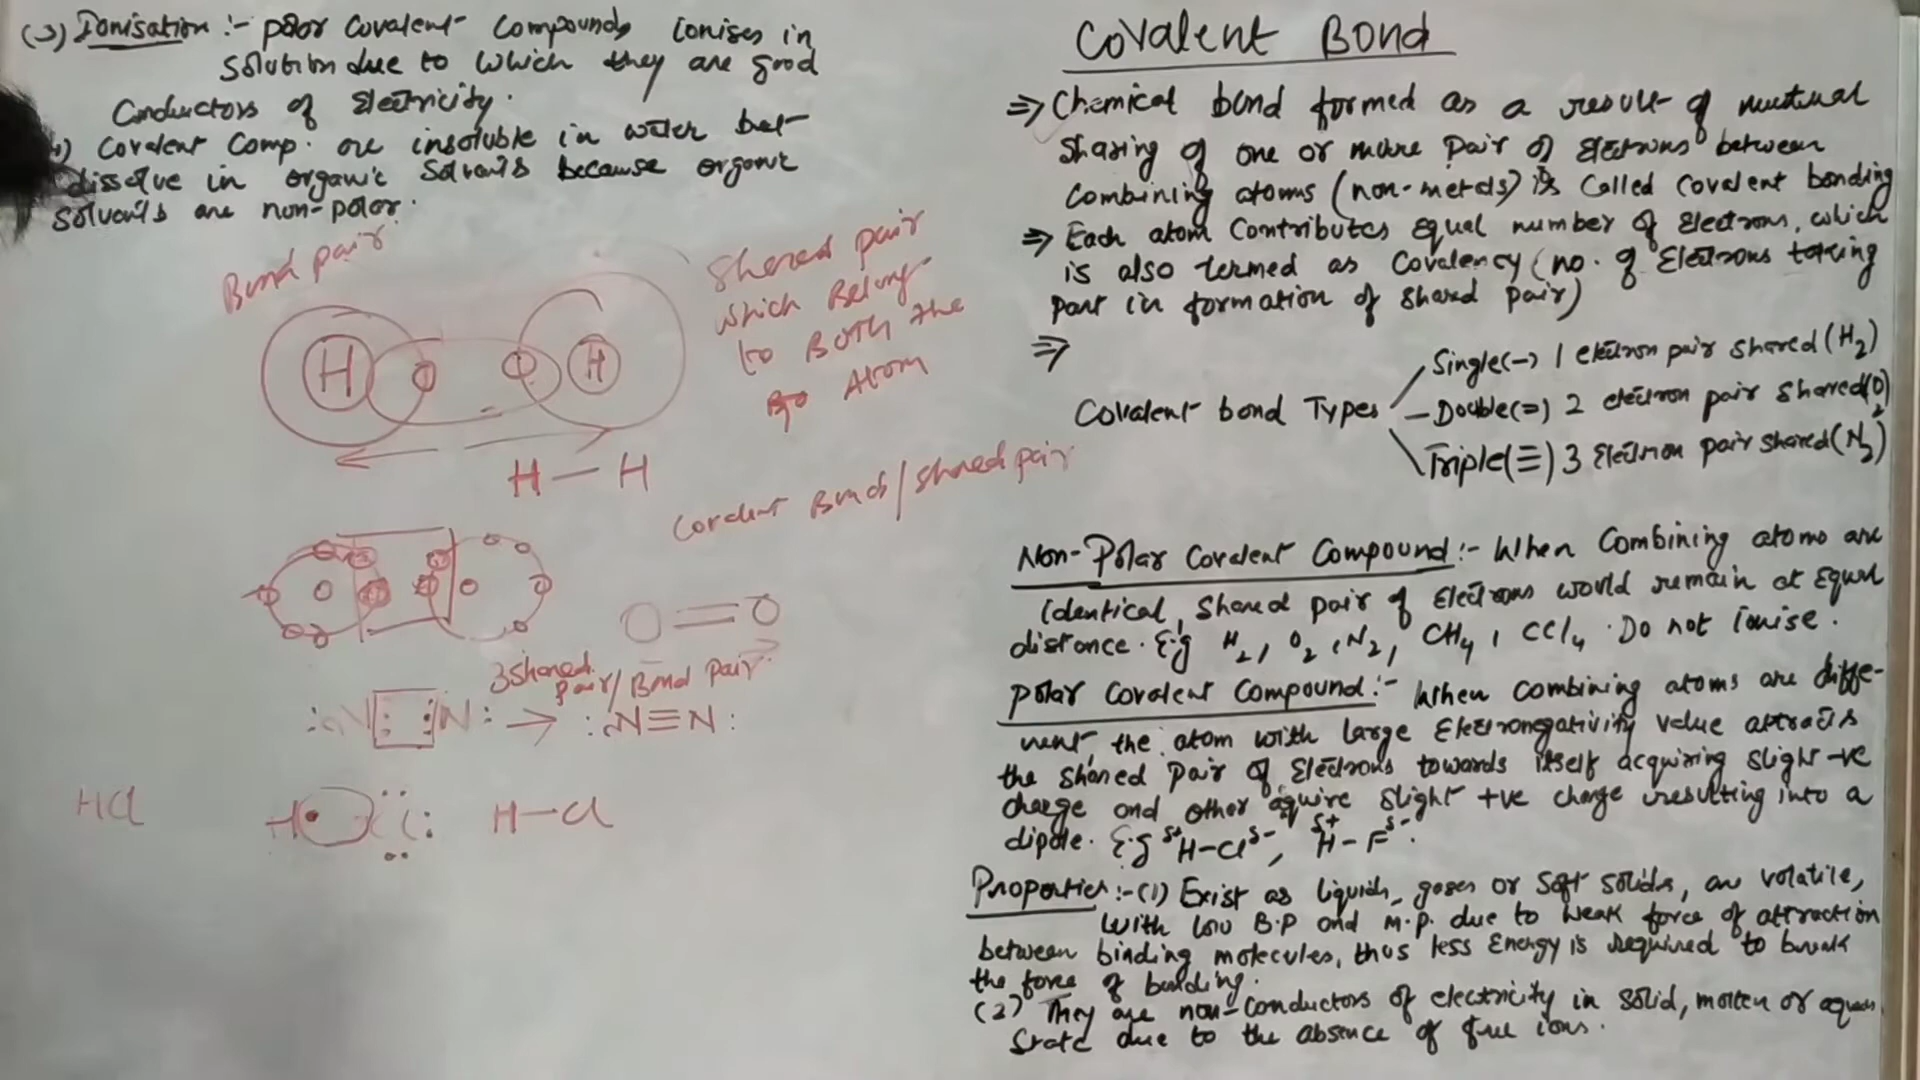 (3) Ionisation :- polar covalent compounds ionises in
solution due to which they are good
conductors of Electricity.
covalent comp. are insoluble in water but
dissolve in organic solvents because organic
solvents are non-polar.
Bond pair
Shared pair
which Belong
to BOTH the
Atom
H H
H — H
Covalent Bond / shared pair
O = O
3 shared
pair / Bond pair
: N N : → : N ≡ N :
HCl H Cl H — Cl
Covalent Bond
⇒ Chemical bond formed as a result of mutual
sharing of one or more pair of Electrons between
combining atoms (non-metals) is called covalent bonding
⇒ Each atom contributes equal number of electrons, which
is also termed as covalency (no. of Electrons taking
part in formation of shared pair)
⇒
Single(-) 1 electron pair shared (H2)
Covalent bond Types — Double(=) 2 electron pair shared (O2)
Triple(≡) 3 Electron pair shared (N2)
Non-Polar Covalent Compound :- When combining atoms are
identical, shared pair of Electrons would remain at equal
distance. E.g H2, O2, N2, CH4, CCl4. Do not ionise.
Polar Covalent Compound :- When combining atoms are diffe-
rent, the atom with large Electronegativity value attracts
the shared pair of Electrons towards itself acquiring slight -ve
charge and other aquire slight +ve charge resulting into a
dipole. E.g δ+H-Clδ-, δ+H-Fδ-.
Properties :- (1) Exist as liquids, gases or soft solids, are volatile,
with low B.P and M.P. due to weak force of attraction
between binding molecules, thus less Energy is required to break
the force of bonding.
(2) They are non-conductors of electricity in solid, molten or aqueous
state due to the absence of free ions.